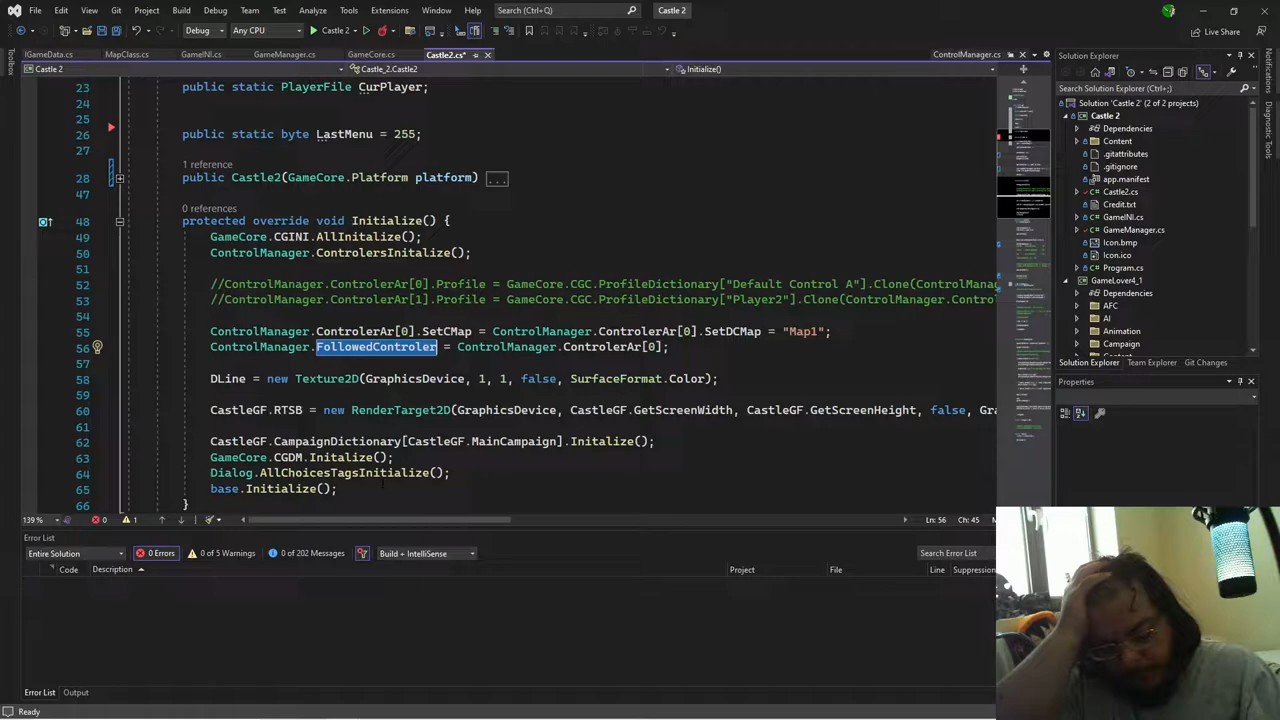 File Edit View Git Project Build Debug Team Test Tools Extensions Window Help Search (Ctrl+;) Castle 2
Debug Any CPU Castle 2 Live Share
IGameData.cs MapClass.cs GameINI.cs GameManager.cs GameCore.cs Castle2.cs* ControlManager.cs
Castle 2 Castle_2.Castle2 Initialize()
23 public static PlayerFile CurPlayer;
24
25
26 public static byte LastMenu = 255;
27
1 reference
28 public Castle2(GameCore.Platform platform) ...
47
0 references
48 protected override void Initialize() {
49 GameCore.CGINI.AllInitalize();
50 ControlManager.ControlersInitalize();
51
52 //ControlManager.ControlerAr[0].Profile = GameCore.CGC.ProfileDictionary["Default Control A"].Clone(ControlManager.
53 //ControlManager.ControlerAr[1].Profile = GameCore.CGC.ProfileDictionary["Player2"].Clone(ControlManager.Control
55 ControlManager.ControlerAr[0].SetCMap = ControlManager.ControlerAr[0].SetDCMap = "Map1";
56 ControlManager.FollowedControler = ControlManager.ControlerAr[0];
57
58 DLine = new Texture2D(GraphicsDevice, 1, 1, false, SurfaceFormat.Color);
60 CastleGF.RTSB = new RenderTarget2D(GraphicsDevice, CastleGF.GetScreenWidth, CastleGF.GetScreenHeight, false, Gra
61
62 CastleGF.CampaignDictionary[CastleGF.MainCampaign].Initalize();
63 GameCore.CGDM.Initalize();
64 Dialog.AllChoicesTagsInitialize();
65 base.Initialize();
66 }
139 % 0 1 Ln: 56 Ch: 45
Error List
Entire Solution 0 Errors 0 of 5 Warnings 0 of 202 Messages Build + IntelliSense Search Error List
Code Description Project File Line Suppression
Error List Output
Ready
Toolbox
Solution Explorer
Search Solution Explorer (Ctrl+;)
Solution 'Castle 2' (2 of 2 projects)
Castle 2
Dependencies
Content
.gitattributes
.gitignore
app.manifest
Castle2.cs
Credit.txt
GameINI.cs
GameManager.cs
Icon.bmp
Icon.ico
Program.cs
GameLover4_1
Dependencies
AFC
AI
Animation
Campaign
Solution Explorer Team Explorer Git Changes
Properties
Notifications
Diagnostic Tools